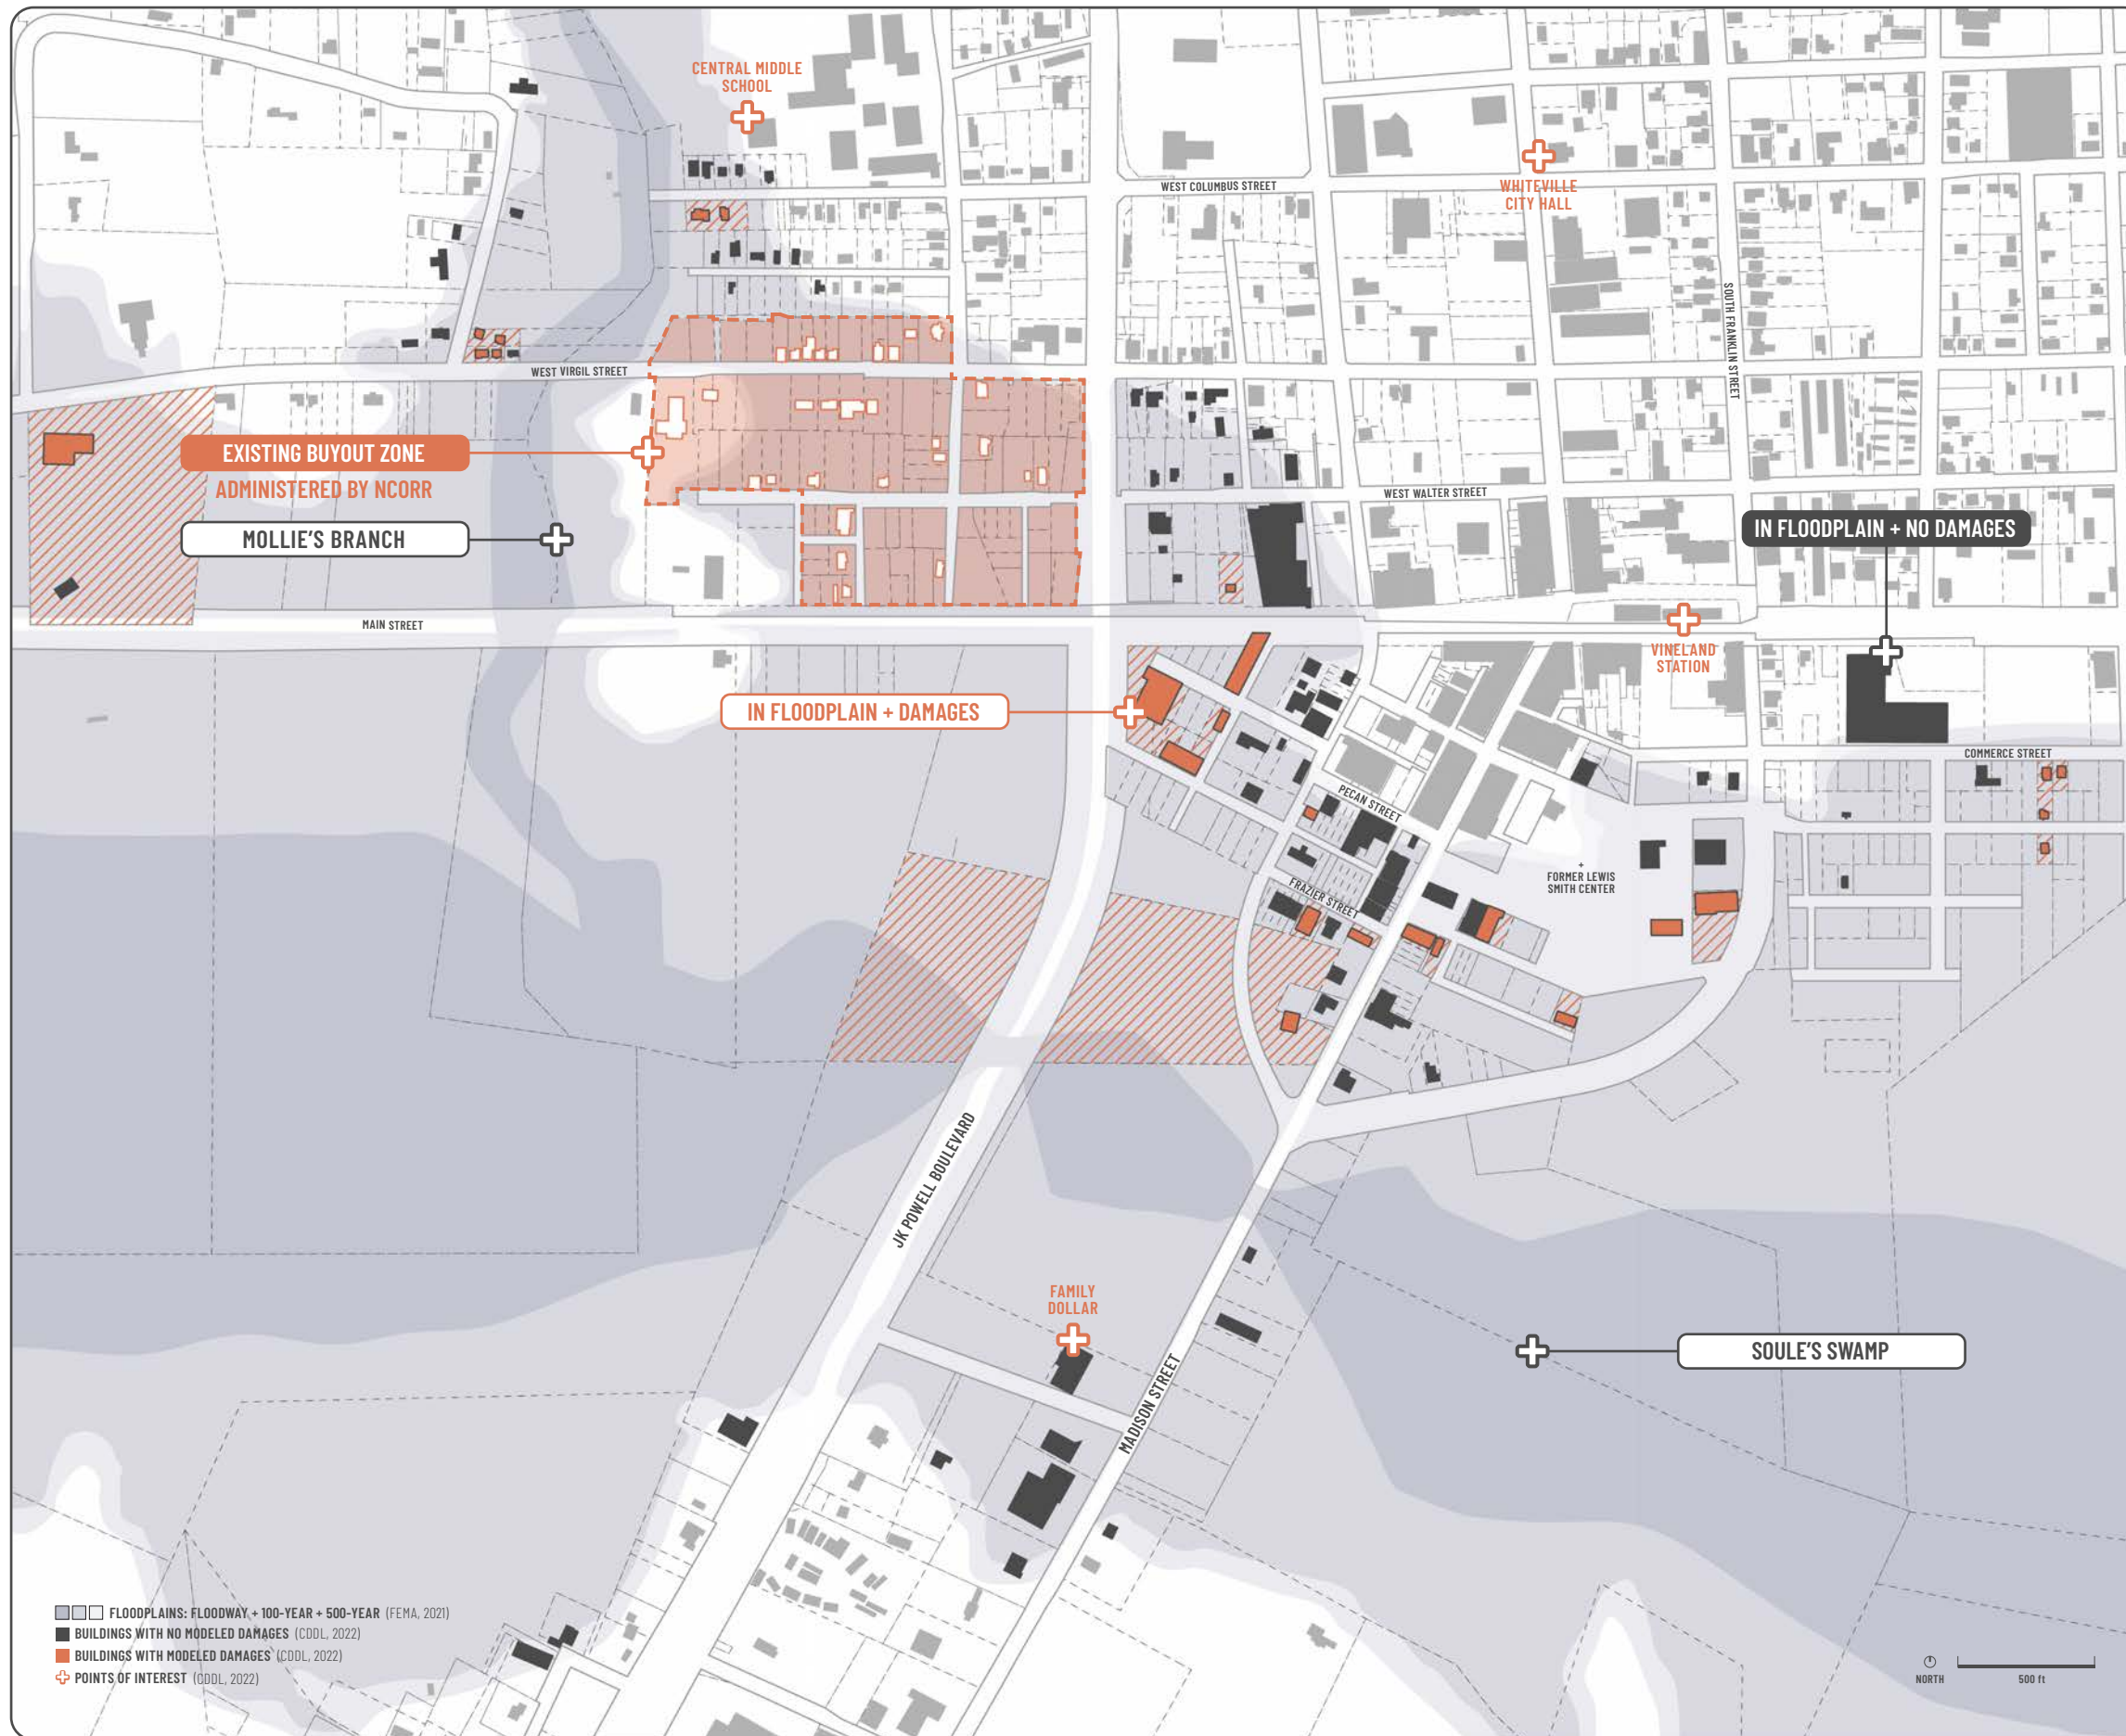 CENTRAL MIDDLE
SCHOOL
WEST COLUMBUS STREET
WHITEVILLE
CITY HALL
SOUTH FRANKLIN STREET
WEST VIRGIL STREET
EXISTING BUYOUT ZONE
ADMINISTERED BY NCORR
WEST WALTER STREET
MOLLIE'S BRANCH
IN FLOODPLAIN + NO DAMAGES
MAIN STREET
VINELAND
STATION
IN FLOODPLAIN + DAMAGES
COMMERCE STREET
PECAN STREET
FORMER LEWIS
SMITH CENTER
FRAZIER STREET
JK POWELL BOULEVARD
FAMILY
DOLLAR
MADISON STREET
SOULE'S SWAMP
FLOODPLAINS: FLOODWAY + 100-YEAR + 500-YEAR (FEMA, 2021)
BUILDINGS WITH NO MODELED DAMAGES (CDDL, 2022)
BUILDINGS WITH MODELED DAMAGES (CDDL, 2022)
POINTS OF INTEREST (CDDL, 2022)
NORTH
500 ft